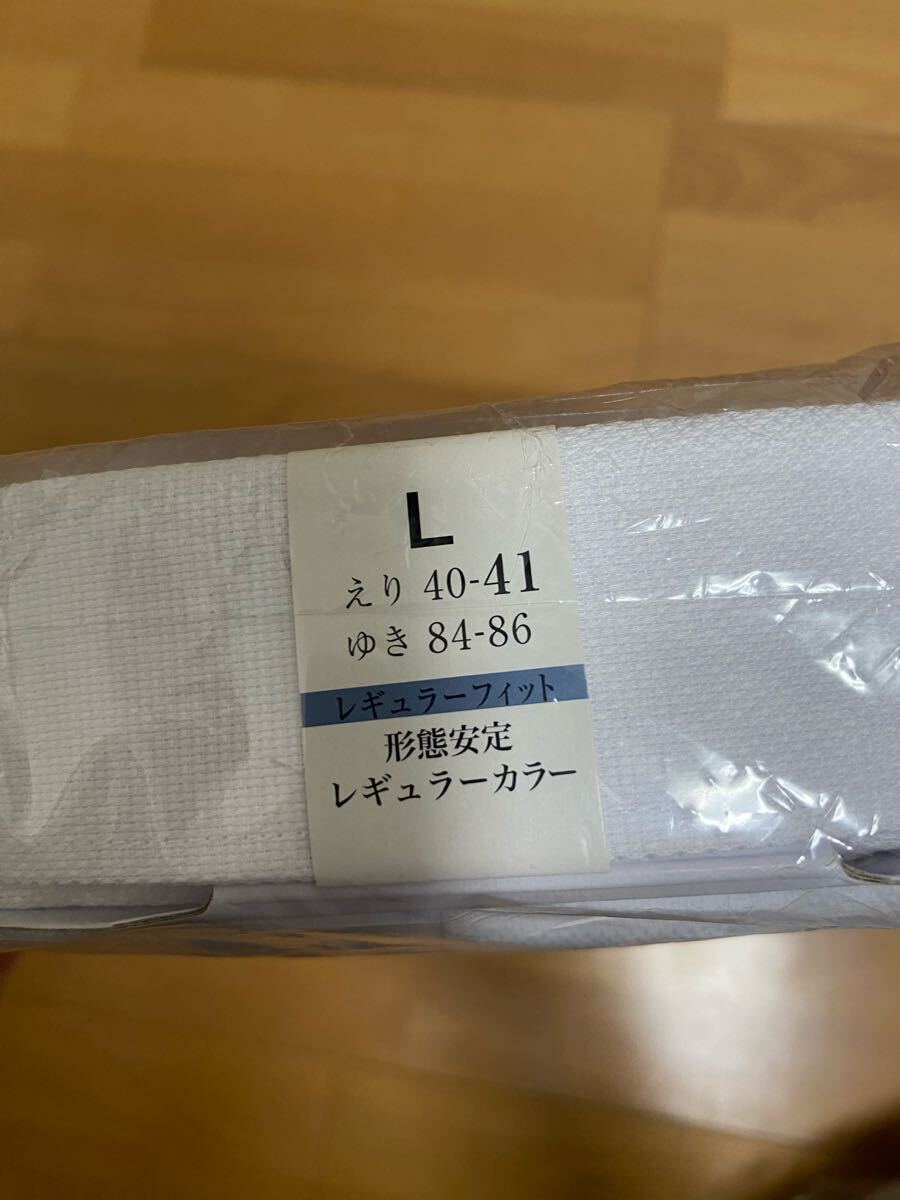 L
えり 40-41
ゆき 84-86
レギュラーフィット
形態安定
レギュラーカラー